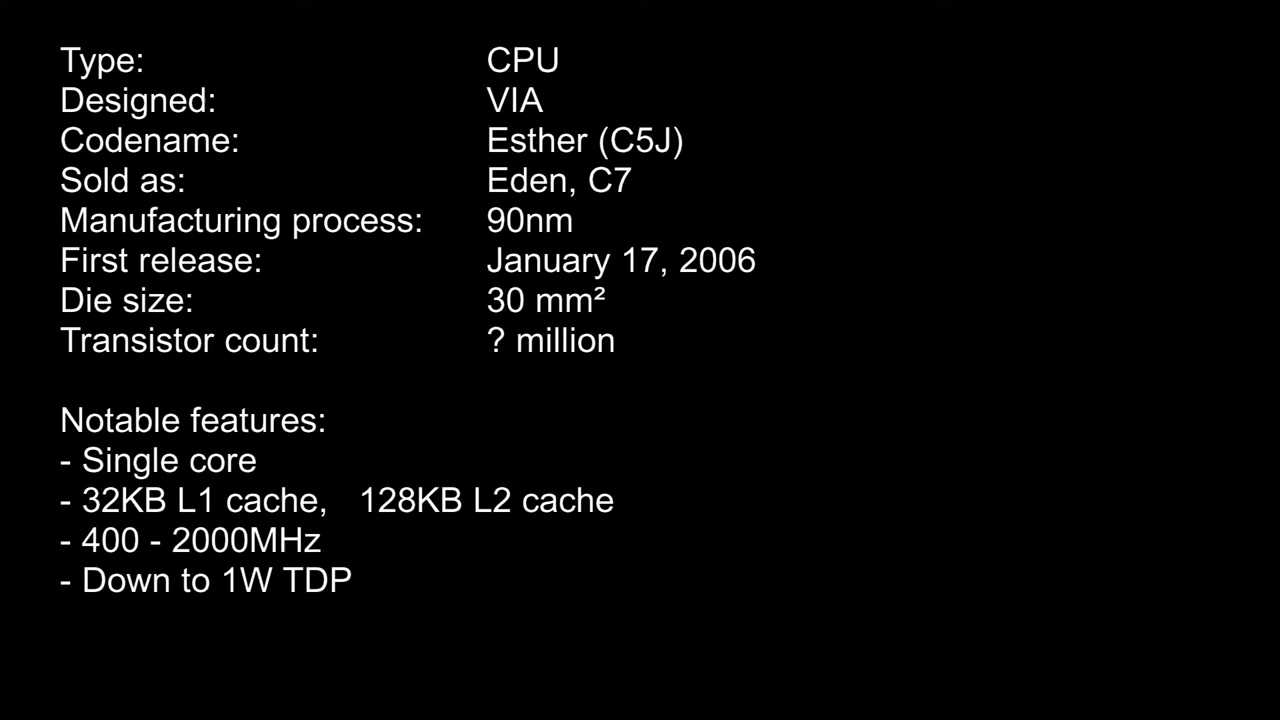 Type: CPU
Designed: VIA
Codename: Esther (C5J)
Sold as: Eden, C7
Manufacturing process: 90nm
First release: January 17, 2006
Die size: 30 mm²
Transistor count: ? million
Notable features:
- Single core
- 32KB L1 cache, 128KB L2 cache
- 400 - 2000MHz
- Down to 1W TDP